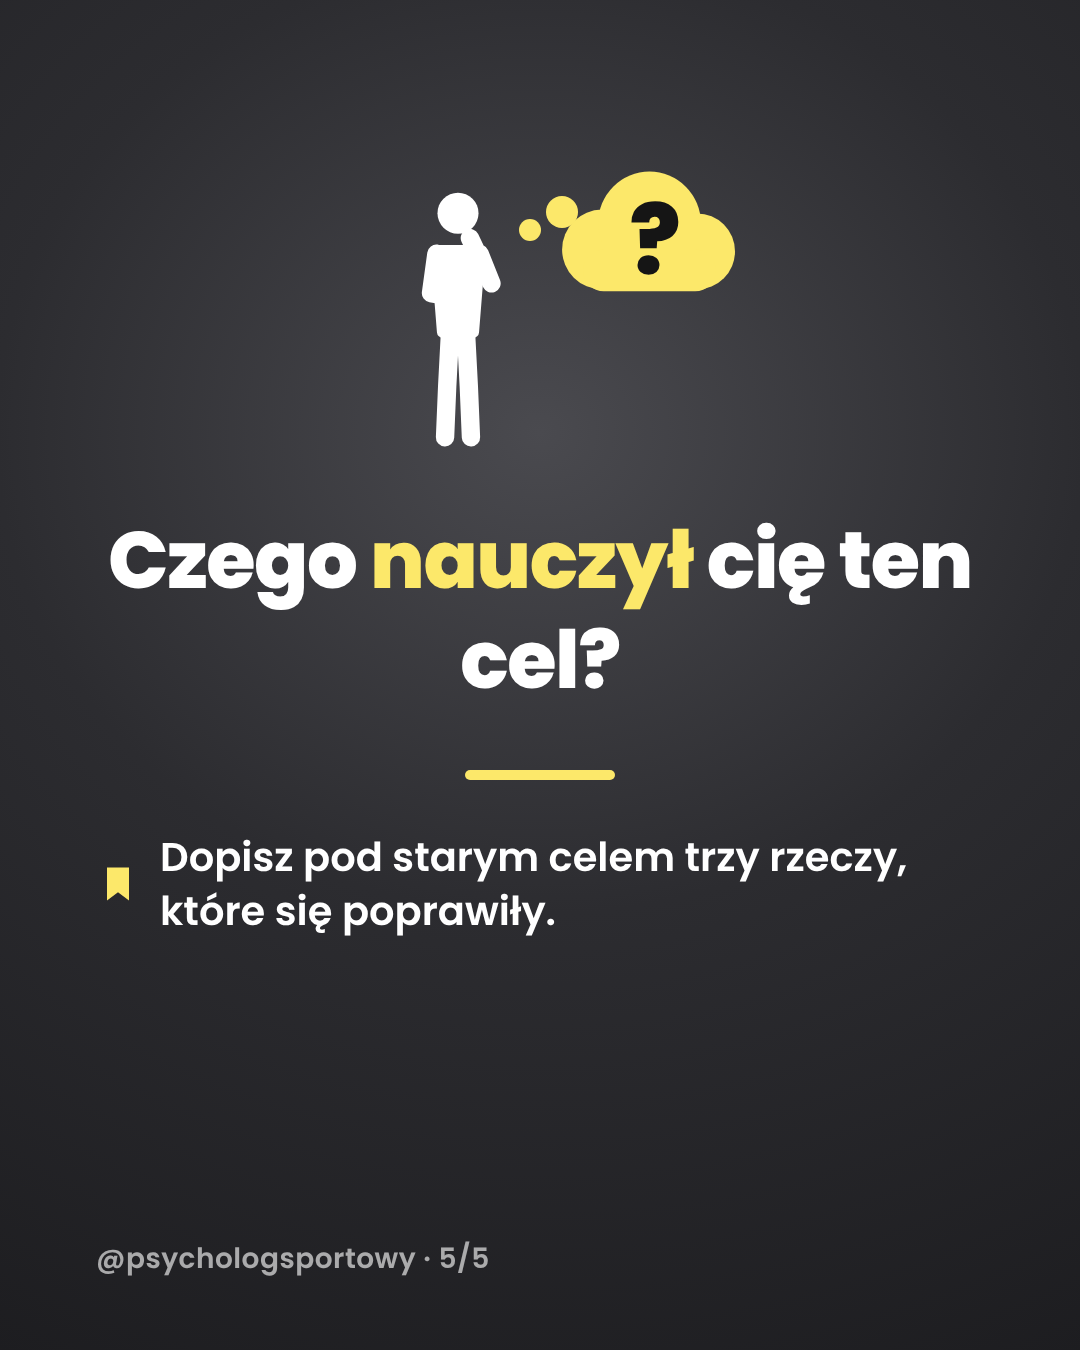 ?
Czego nauczył cię ten
cel?
Dopisz pod starym celem trzy rzeczy,
które się poprawiły.
@psychologsportowy · 5/5